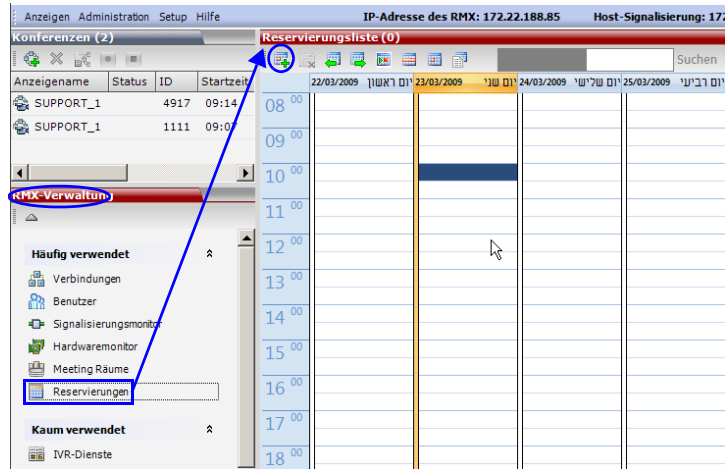 Anzeigen Administration Setup Hilfe IP-Adresse des RMX: 172.22.188.85 Host-Signalisierung: 17
Konferenzen (2)
Anzeigename Status ID Startzeit
SUPPORT_1 4917 09:14
SUPPORT_1 1111 09:07
RMX-Verwaltung
Häufig verwendet
Verbindungen
Benutzer
Signalisierungsmonitor
Hardwaremonitor
Meeting Räume
Reservierungen
Kaum verwendet
IVR-Dienste
Reservierungsliste (0)
Suchen
22/03/2009 יום ראשון 23/03/2009 יום שני 24/03/2009 יום שלישי 25/03/2009 יום רביעי
08 00
09 00
10 00
11 00
12 00
13 00
14 00
15 00
16 00
17 00
18 00